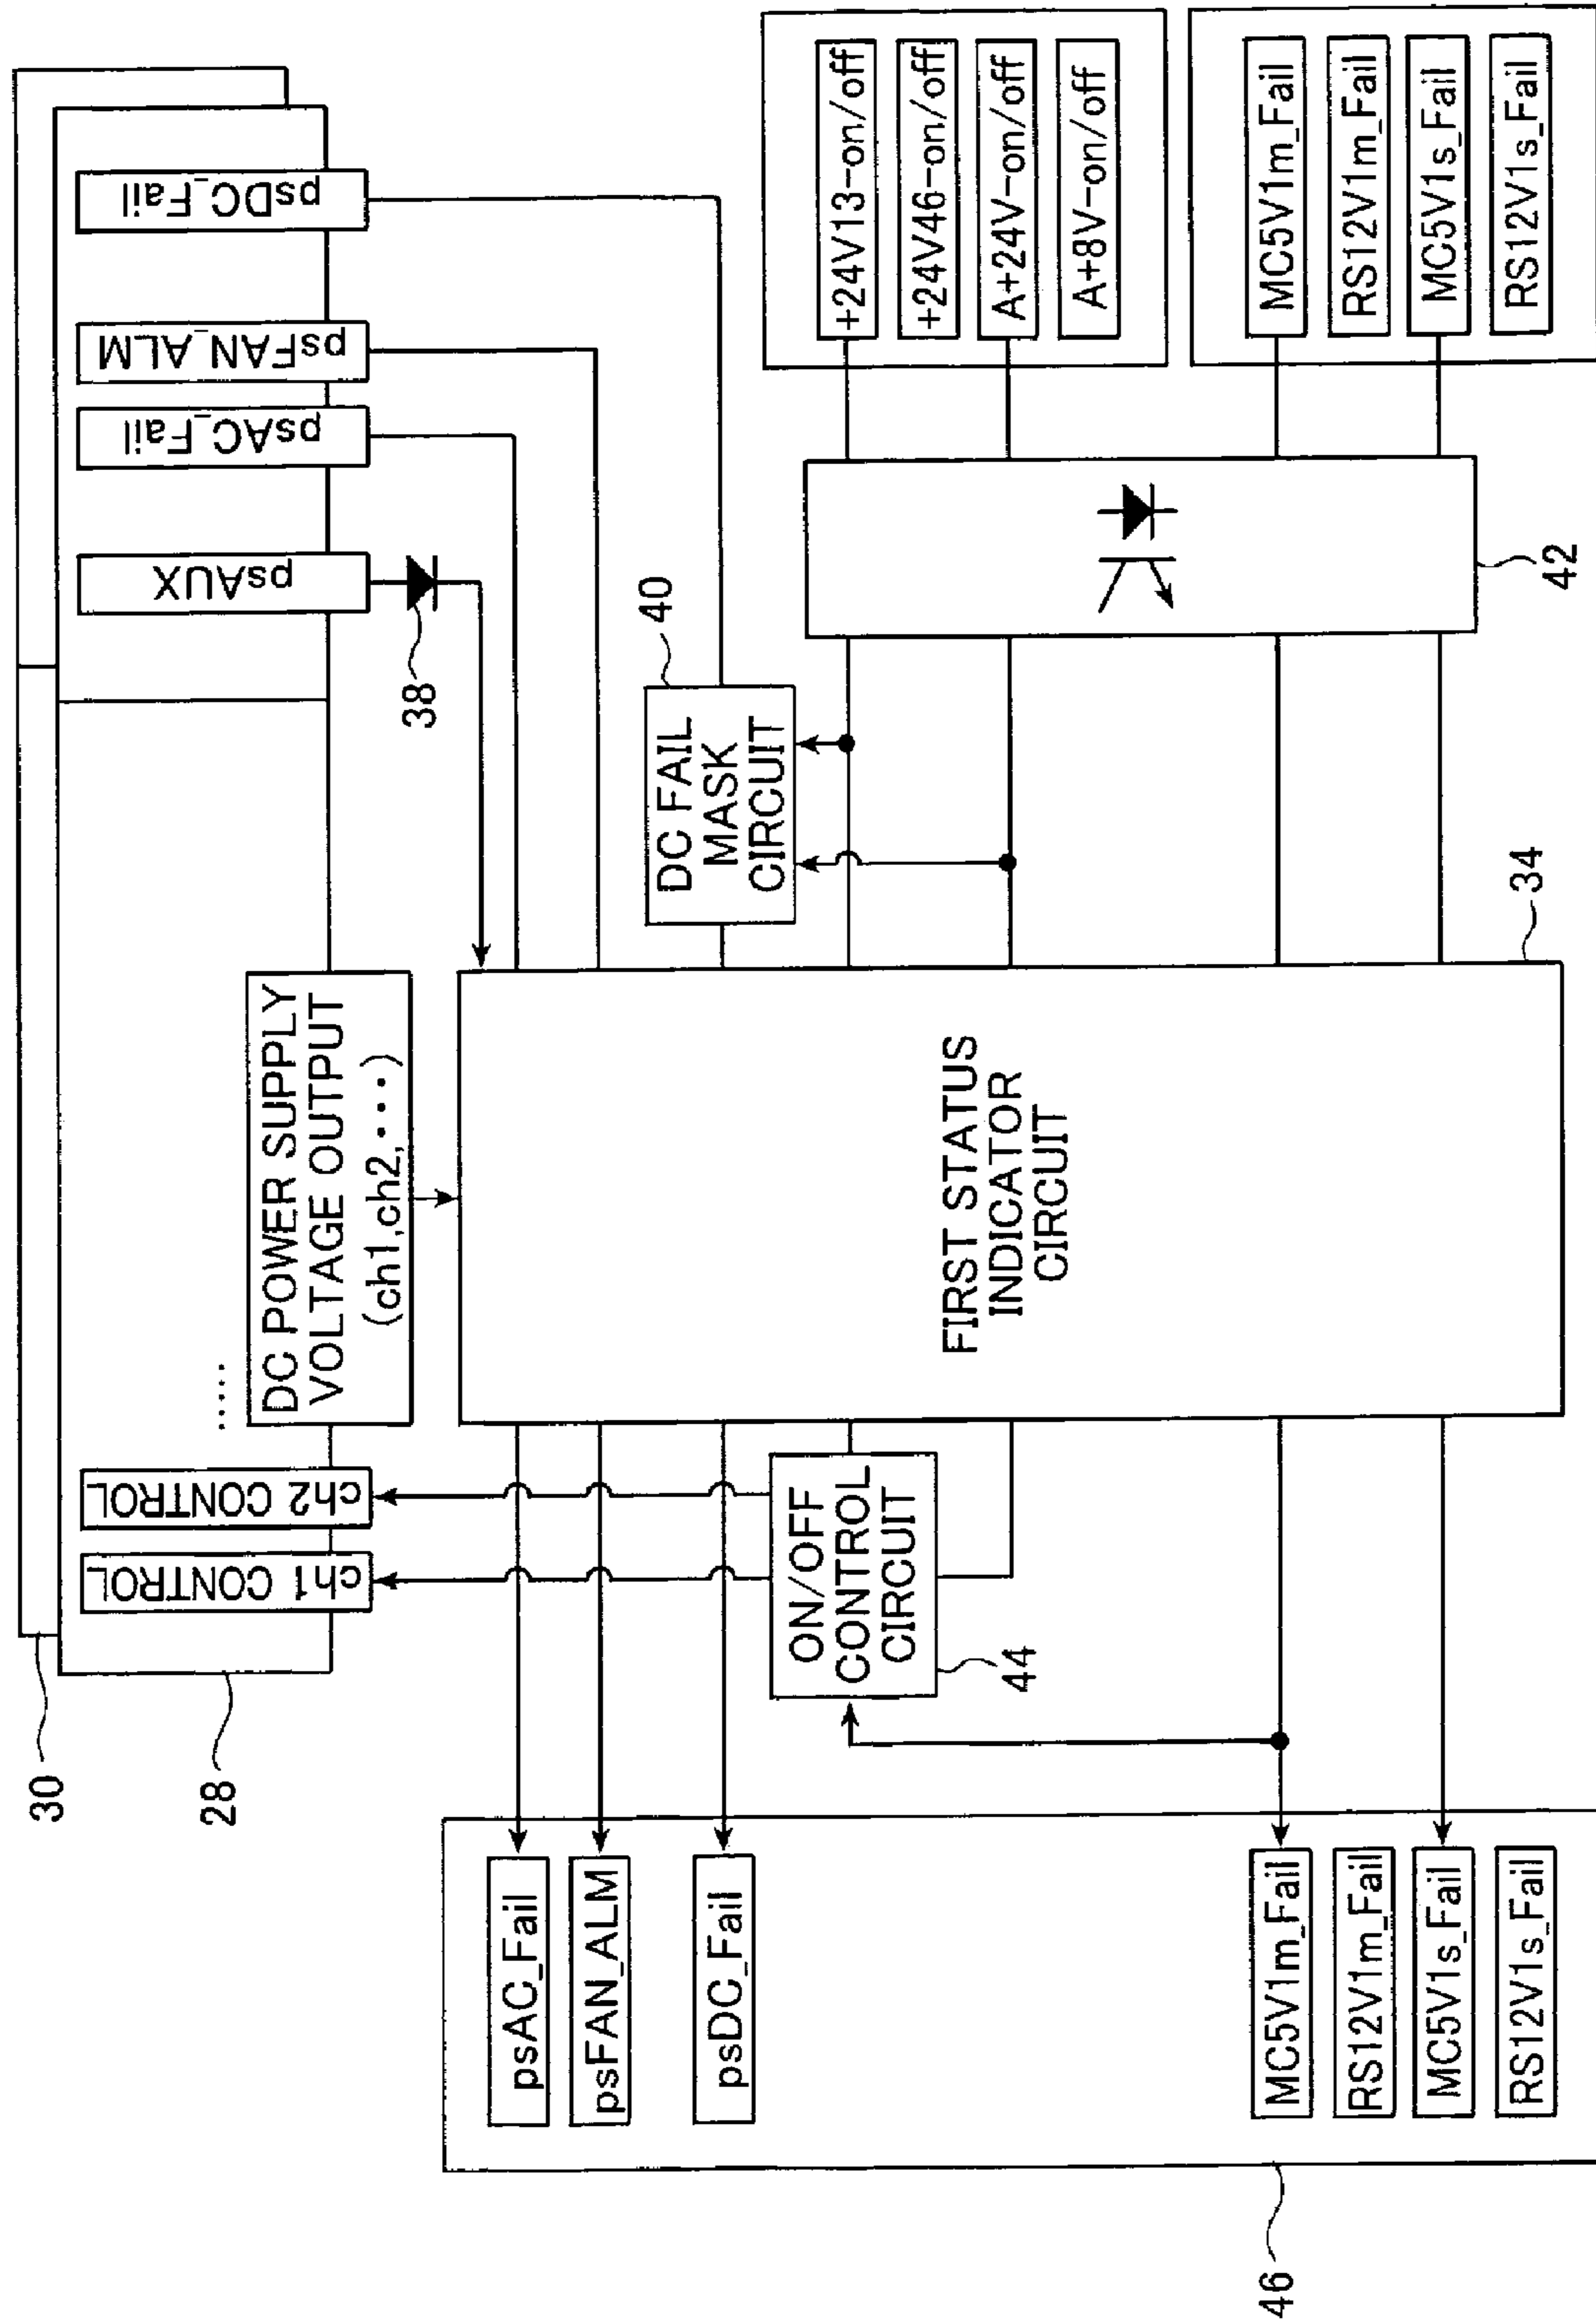 30
28
ch1 CONTROL
ch2 CONTROL
.....
DC POWER SUPPLY
VOLTAGE OUTPUT
(ch1,ch2,･･･)
psAUX
psAC_Fail
psFAN_ALM
psDC_Fail
38
psAC_Fail
psFAN_ALM
psDC_Fail
MC5V1m_Fail
RS12V1m_Fail
MC5V1s_Fail
RS12V1s_Fail
46
ON/OFF
CONTROL
CIRCUIT
44
FIRST STATUS
INDICATOR
CIRCUIT
34
DC FAIL
MASK
CIRCUIT
40
42
+24V13-on/off
+24V46-on/off
A+24V-on/off
A+8V-on/off
MC5V1m_Fail
RS12V1m_Fail
MC5V1s_Fail
RS12V1s_Fail